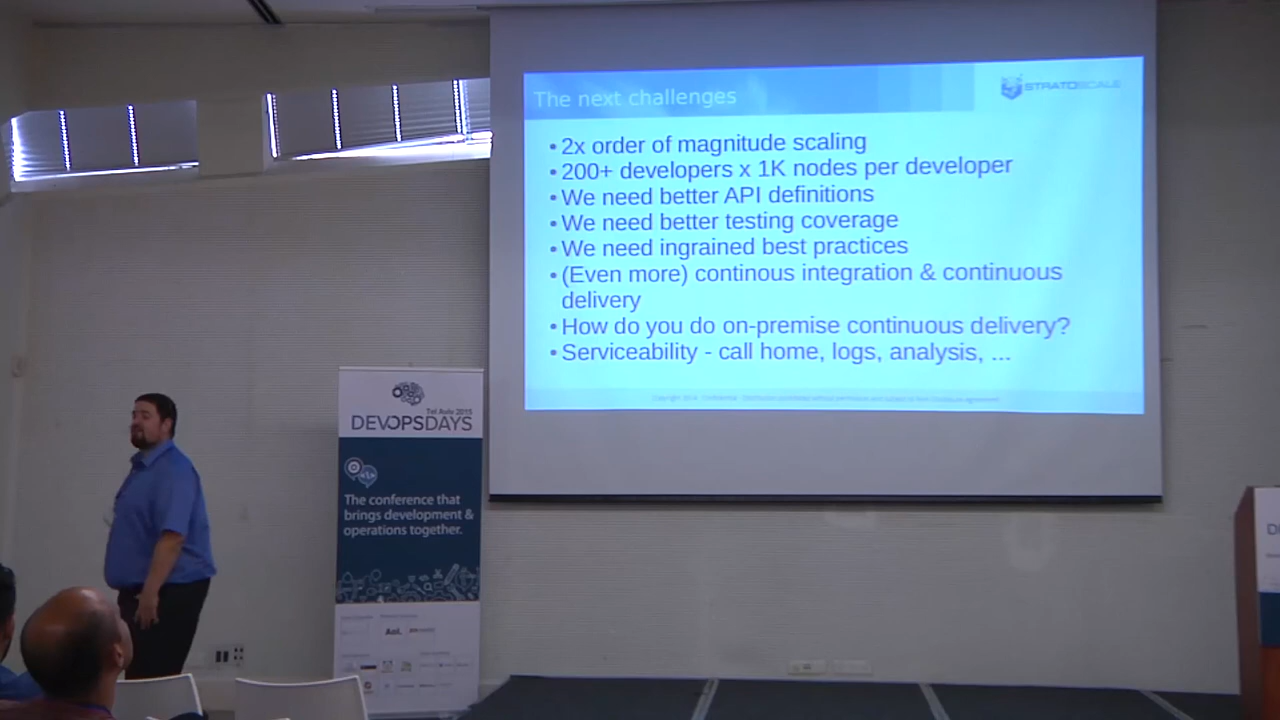 The next challenges
STRATOSCALE
• 2x order of magnitude scaling
• 200+ developers x 1K nodes per developer
• We need better API definitions
• We need better testing coverage
• We need ingrained best practices
• (Even more) continous integration & continuous
delivery
• How do you do on-premise continuous delivery?
• Serviceability - call home, logs, analysis, ...
Tel Aviv 2015
DEVOPSDAYS
The conference that
brings development &
operations together.
Aol.
D